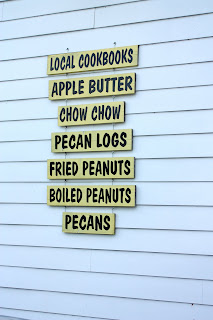 LOCAL COOKBOOKS
APPLE BUTTER
CHOW CHOW
PECAN LOGS
FRIED PEANUTS
BOILED PEANUTS
PECANS